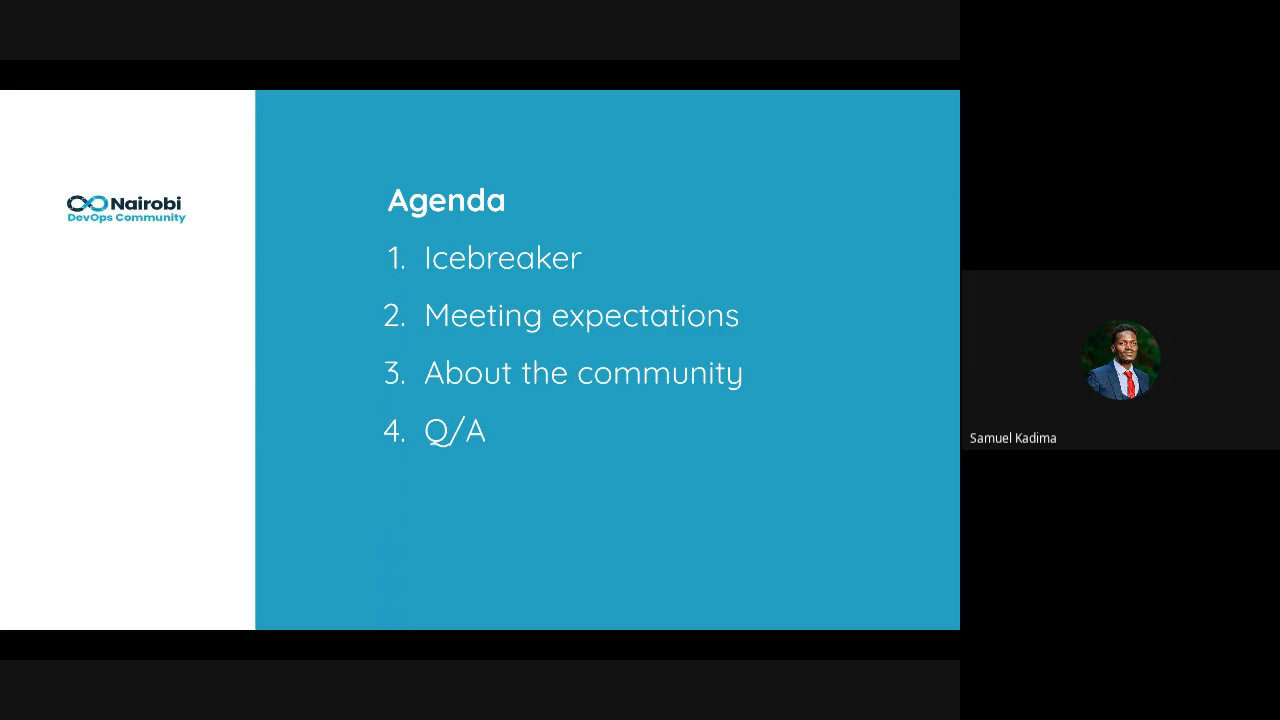 Nairobi
DevOps Community
Agenda
1. Icebreaker
2. Meeting expectations
3. About the community
4. Q/A
Samuel Kadima